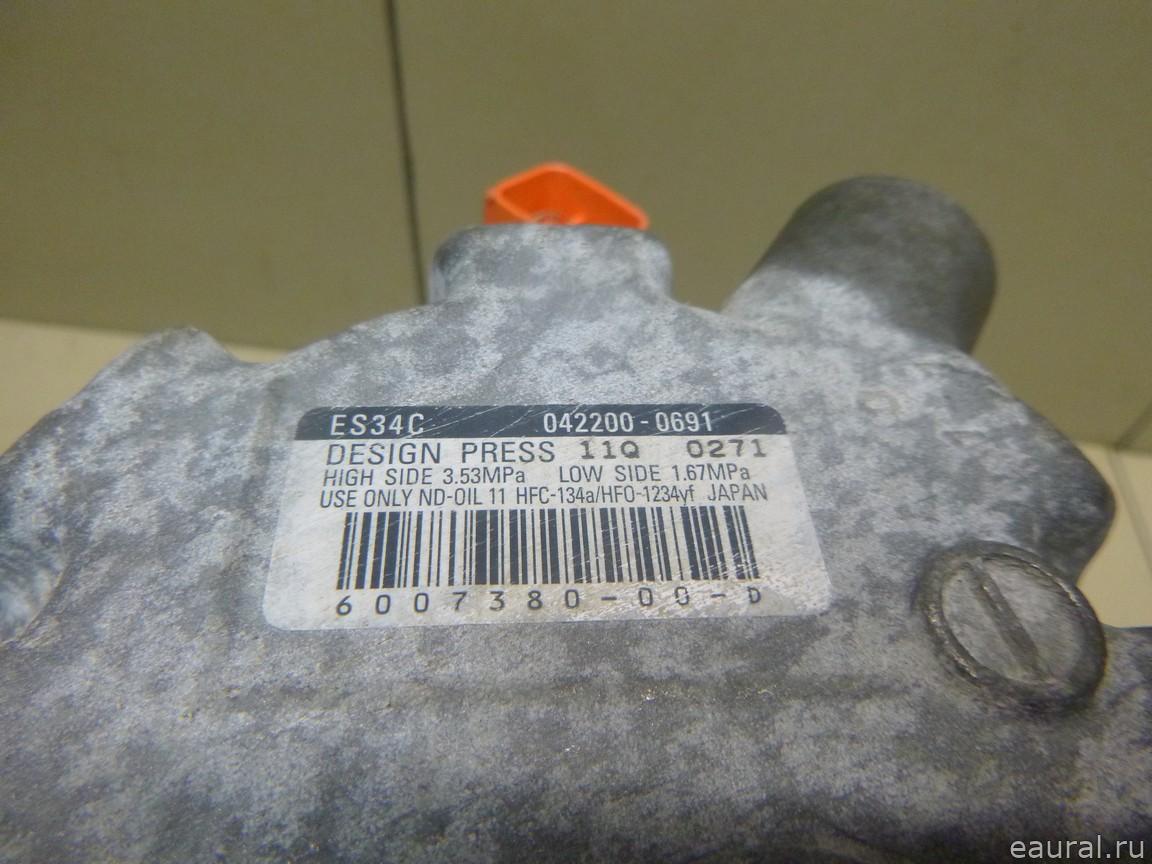 ES34C 042200-0691
DESIGN PRESS 11Q 0271
HIGH SIDE 3.53MPa LOW SIDE 1.67MPa
USE ONLY ND-OIL 11 HFC-134a/HFO-1234yf JAPAN
6007380-00-D
eaural.ru